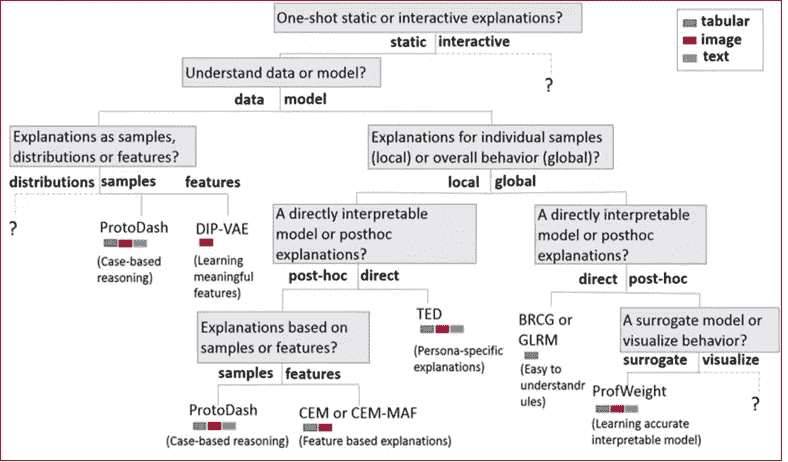 One-shot static or interactive explanations?
tabular
image
text
static interactive
Understand data or model?
?
data model
Explanations as samples,
distributions or features?
Explanations for individual samples
(local) or overall behavior (global)?
distributions samples features
local global
?
ProtoDash
(Case-based
reasoning)
DIP-VAE
(Learning
meaningful
features)
A directly interpretable
model or posthoc
explanations?
A directly interpretable
model or posthoc
explanations?
post-hoc direct
direct post-hoc
Explanations based on
samples or features?
TED
(Persona-specific
explanations)
BRCG or
GLRM
(Easy to
understandr
ules)
A surrogate model or
visualize behavior?
samples features
surrogate visualize
ProtoDash
(Case-based reasoning)
CEM or CEM-MAF
(Feature based explanations)
ProfWeight
(Learning accurate
interpretable model)
?